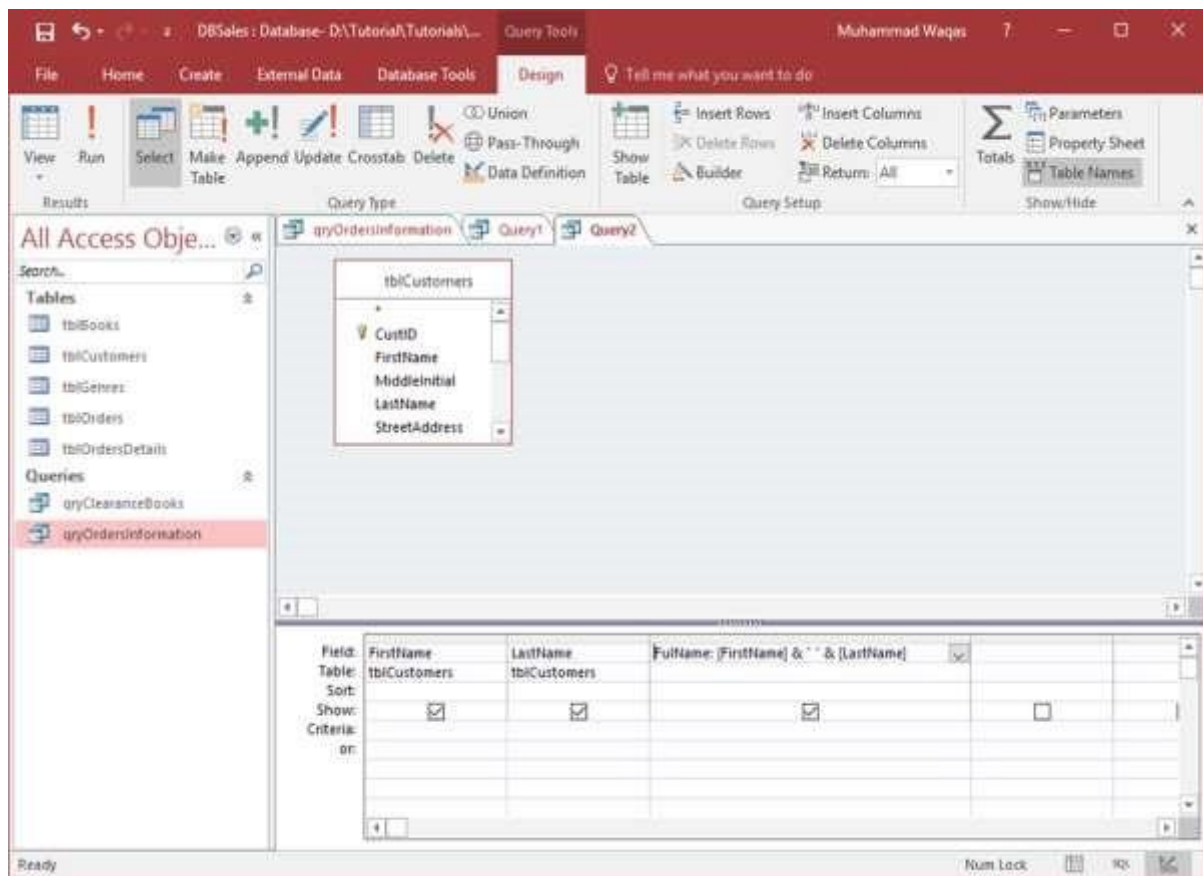 DBSales : Database- D:\Tutorial\Tutorials\... Query Tools Muhammad Waqas ?
File Home Create External Data Database Tools Design Tell me what you want to do
View Run Select Make Table Append Update Crosstab Delete
Union
Pass-Through
Data Definition
Show Table
Insert Rows
Delete Rows
Builder
Insert Columns
Delete Columns
Return: All
Totals
Parameters
Property Sheet
Table Names
Results Query Type Query Setup Show/Hide
All Access Obje...
Search...
Tables
tblBooks
tblCustomers
tblGenres
tblOrders
tblOrdersDetails
Queries
qryClearanceBooks
qryOrdersInformation
qryOrdersInformation Query1 Query2
tblCustomers
*
CustID
FirstName
MiddleInitial
LastName
StreetAddress
Field: FirstName LastName FulName: [FirstName] & ' ' & [LastName]
Table: tblCustomers tblCustomers
Sort:
Show:
Criteria:
or:
Ready Num Lock SQL